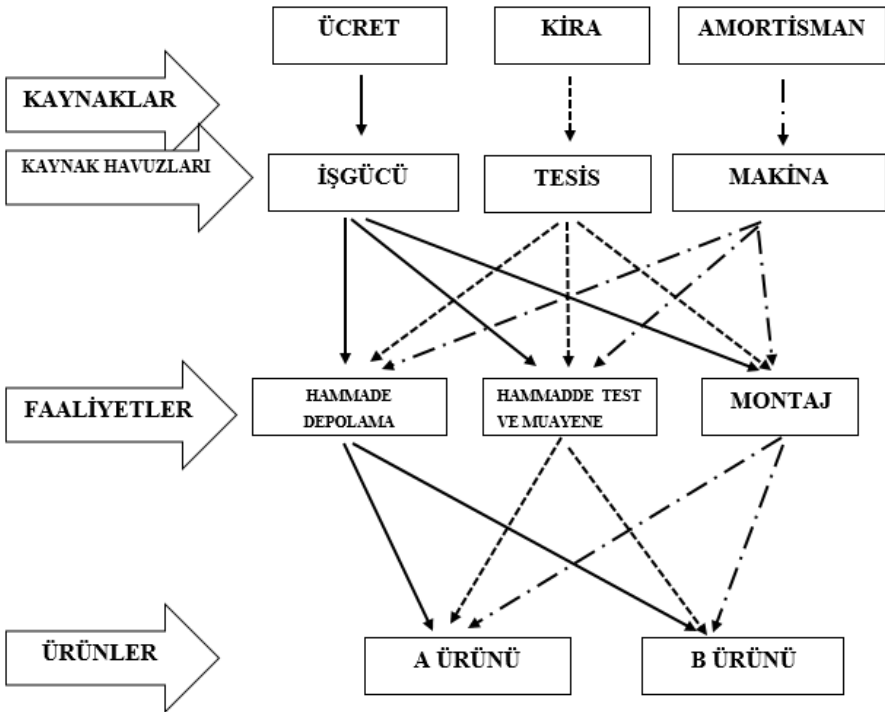 ÜCRET
KİRA
AMORTİSMAN
KAYNAKLAR
KAYNAK HAVUZLARI
İŞGÜCÜ
TESİS
MAKİNA
FAALİYETLER
HAMMADE
DEPOLAMA
HAMMADDE TEST
VE MUAYENE
MONTAJ
ÜRÜNLER
A ÜRÜNÜ
B ÜRÜNÜ